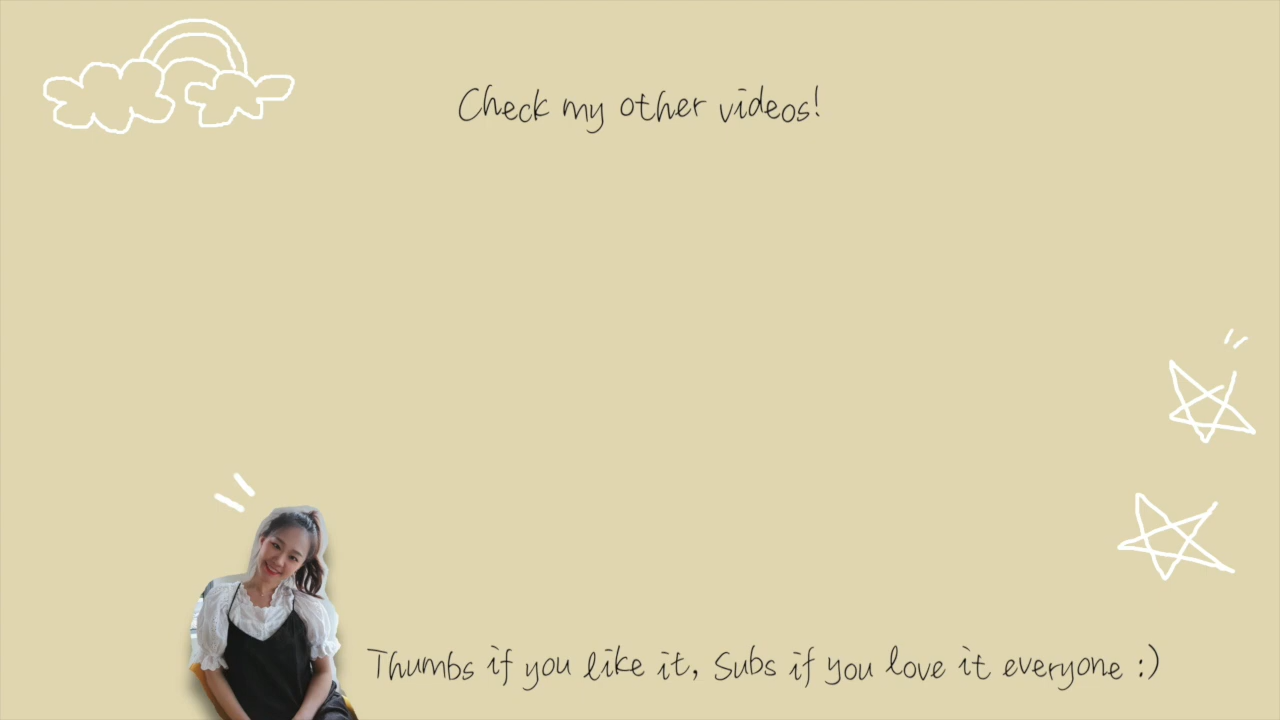 Check my other videos!
Thumbs if you like it, Subs if you love it everyone :)